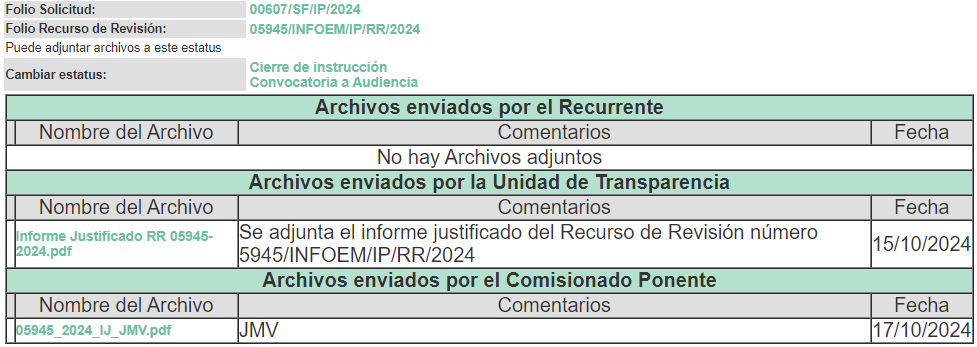 Folio Solicitud: 00607/SF/IP/2024
Folio Recurso de Revisión: 05945/INFOEM/IP/RR/2024
Puede adjuntar archivos a este estatus
Cambiar estatus: Cierre de instrucción
Convocatoria a Audiencia
Archivos enviados por el Recurrente
Nombre del Archivo Comentarios Fecha
No hay Archivos adjuntos
Archivos enviados por la Unidad de Transparencia
Nombre del Archivo Comentarios Fecha
Informe Justificado RR 05945-
2024.pdf
Se adjunta el informe justificado del Recurso de Revisión número
5945/INFOEM/IP/RR/2024
15/10/2024
Archivos enviados por el Comisionado Ponente
Nombre del Archivo Comentarios Fecha
05945_2024_IJ_JMV.pdf JMV 17/10/2024